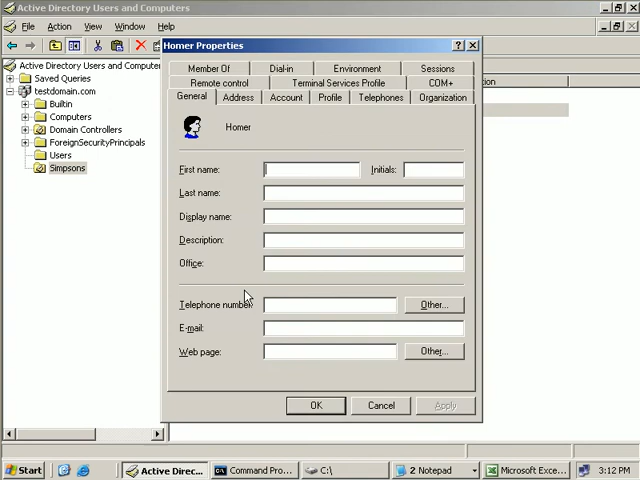 Active Directory Users and Computers
File Action View Window Help
Active Directory Users and Computer
Saved Queries
testdomain.com
Builtin
Computers
Domain Controllers
ForeignSecurityPrincipals
Users
Simpsons
Homer Properties
Member Of Dial-in Environment Sessions
Remote control Terminal Services Profile COM+
General Address Account Profile Telephones Organization
Homer
First name: Initials:
Last name:
Display name:
Description:
Office:
Telephone number: Other...
E-mail:
Web page: Other...
OK Cancel Apply
Start Active Direc... Command Pro... C:\ 2 Notepad Microsoft Exce... 3:12 PM